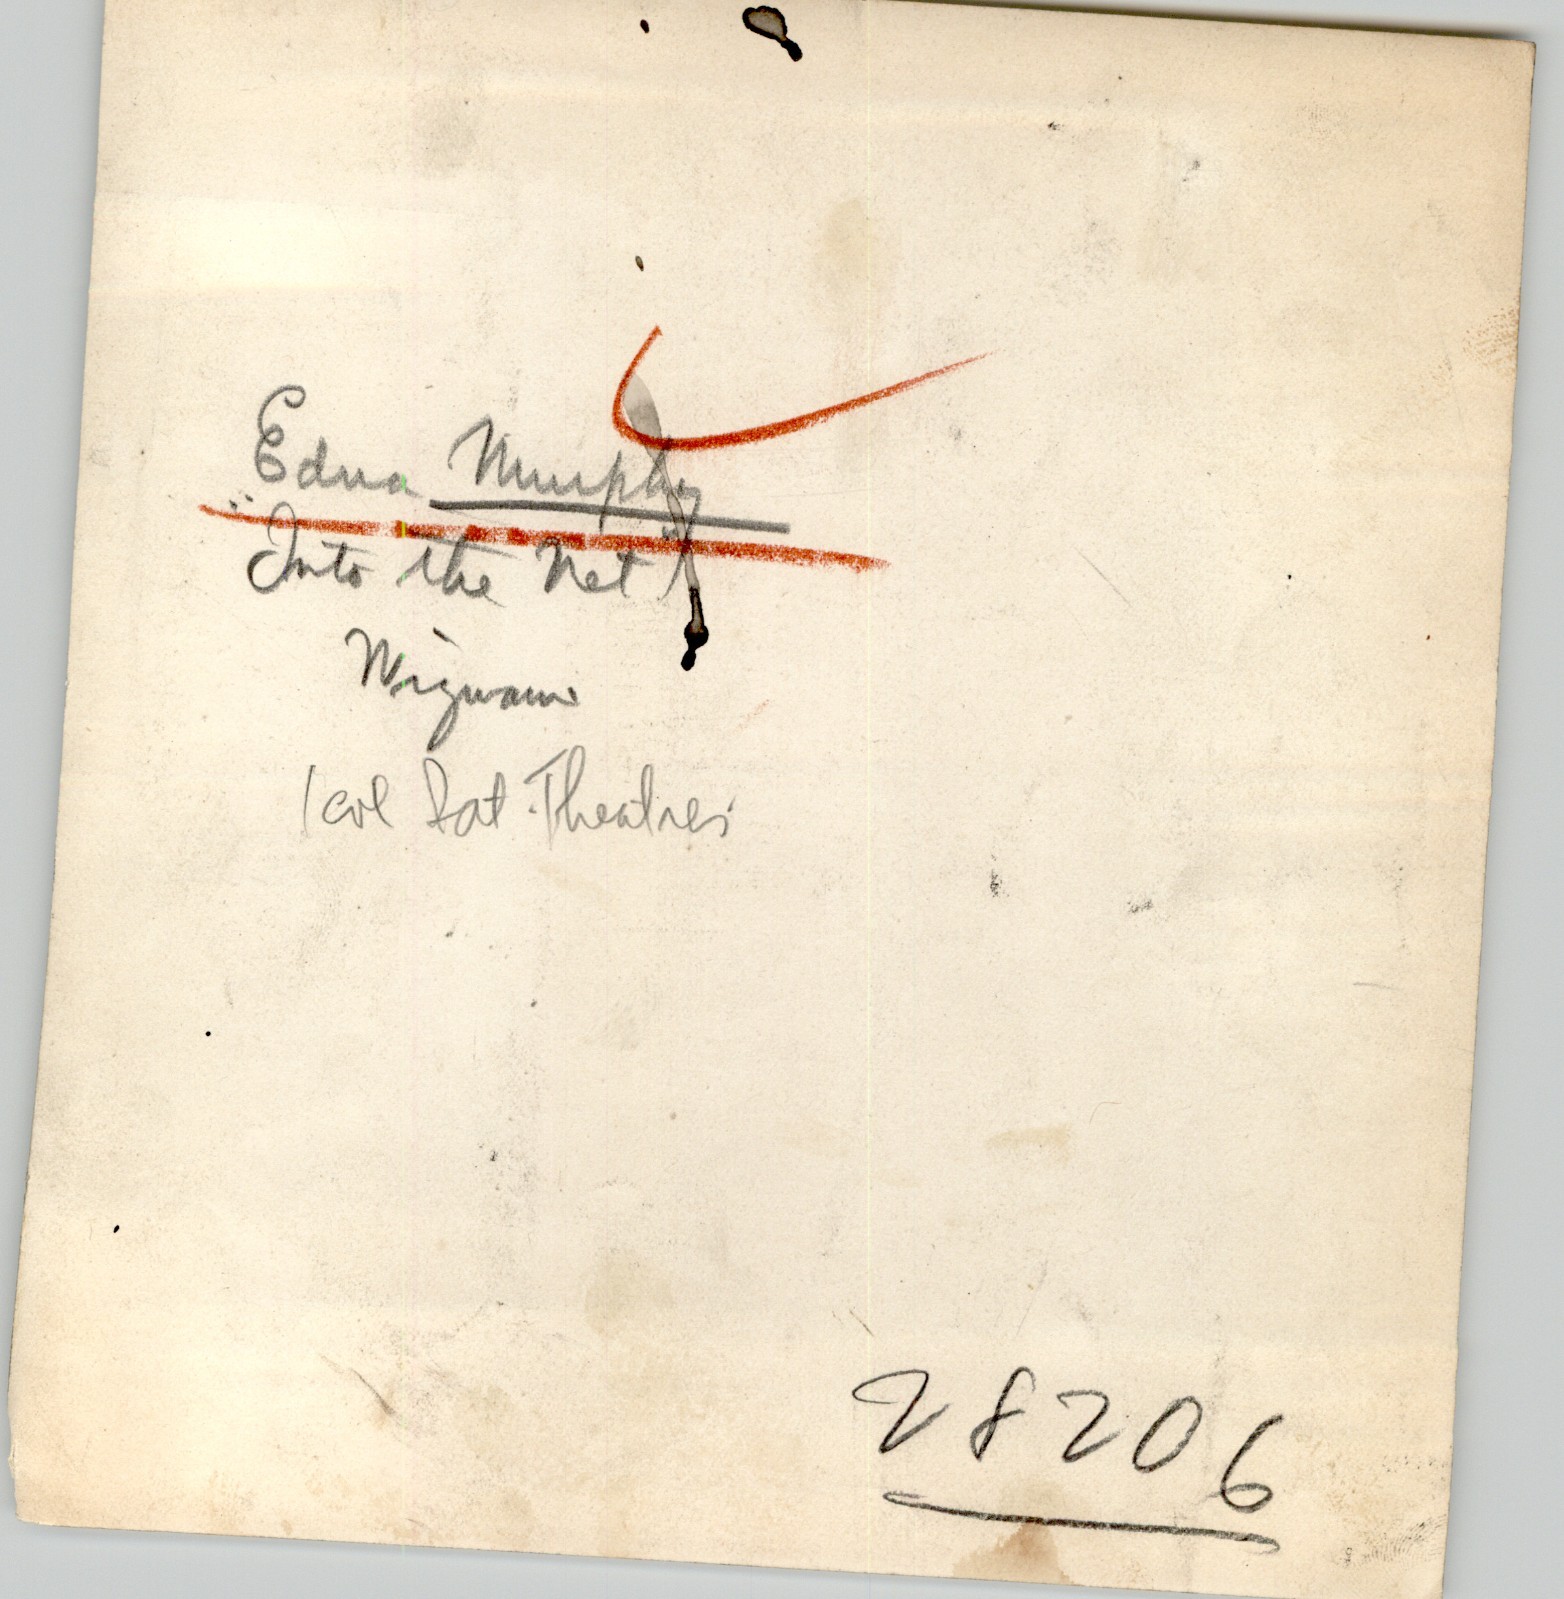 Edna Murphy
"Into the Net"
Wigwam
1 col Sat Theatres
28206